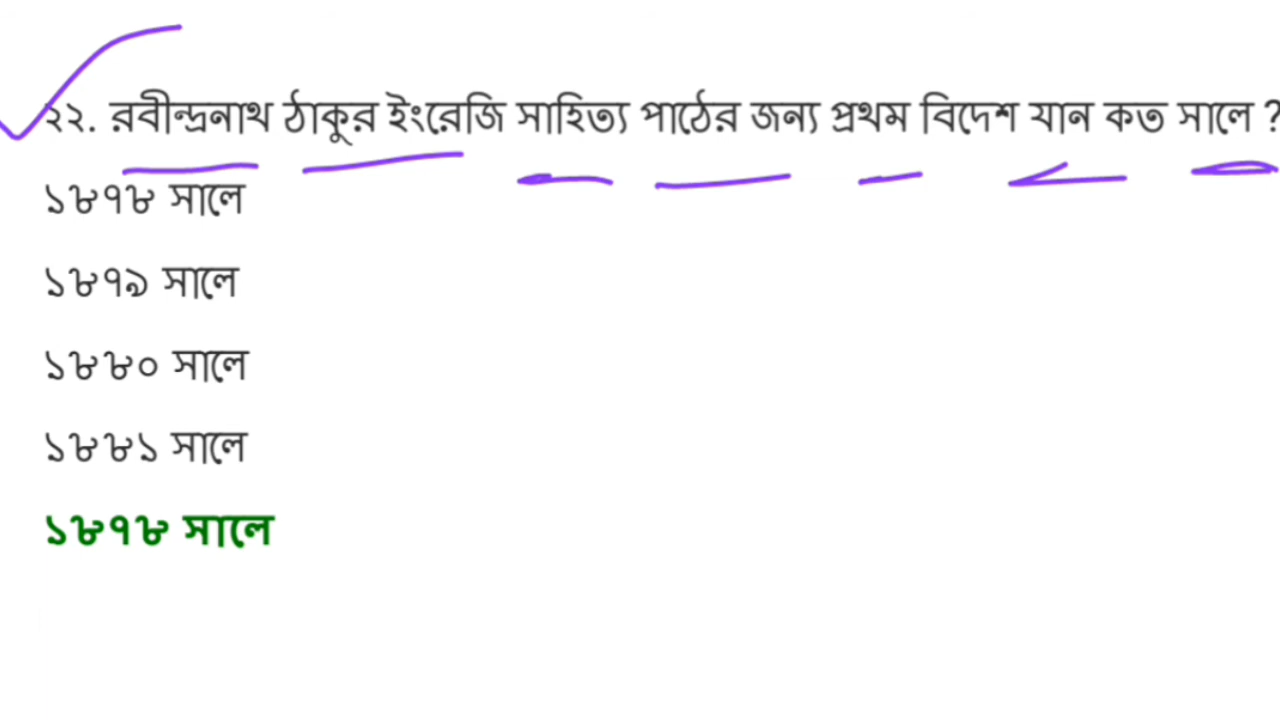 ২২. রবীন্দ্রনাথ ঠাকুর ইংরেজি সাহিত্য পাঠের জন্য প্রথম বিদেশ যান কত সালে ?
১৮৭৮ সালে
১৮৭৯ সালে
১৮৮০ সালে
১৮৮১ সালে
১৮৭৮ সালে